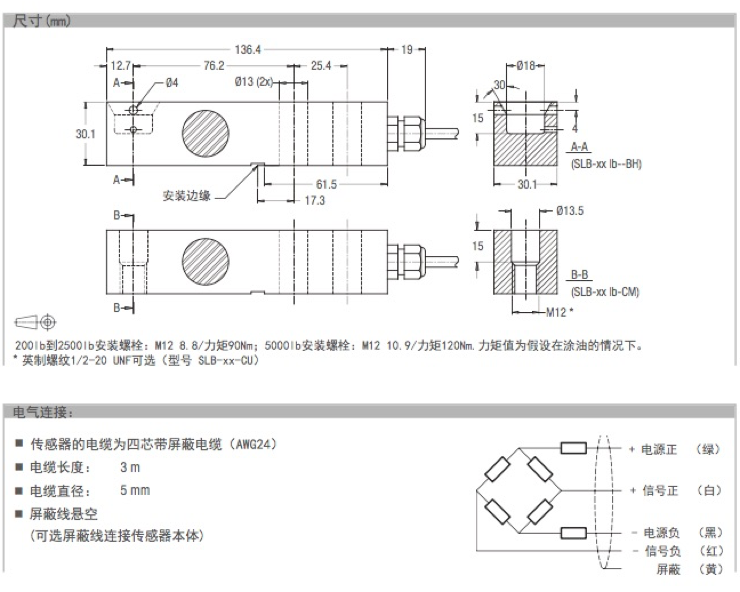 尺寸(mm)
136.4
19
12.7
76.2
25.4
A
Ø4
Ø13 (2x)
30.1
A
61.5
安装边缘
17.3
Ø18
30
15
4
A-A
(SLB-xx lb--BH)
30.1
B
B
Ø13.5
15
B-B
(SLB-xx lb-CM)
M12 *
200lb到2500lb安装螺栓：M12 8.8/力矩90Nm；5000lb安装螺栓：M12 10.9/力矩120Nm.力矩值为假设在涂油的情况下。
* 英制螺纹1/2-20 UNF可选（型号 SLB-xx-CU）
电气连接：
■ 传感器的电缆为四芯带屏蔽电缆（AWG24）
■ 电缆长度： 3 m
■ 电缆直径： 5 mm
■ 屏蔽线悬空
(可选屏蔽线连接传感器本体)
+ 电源正 （绿）
+ 信号正 （白）
- 电源负 （黑）
- 信号负 （红）
屏蔽 （黄）